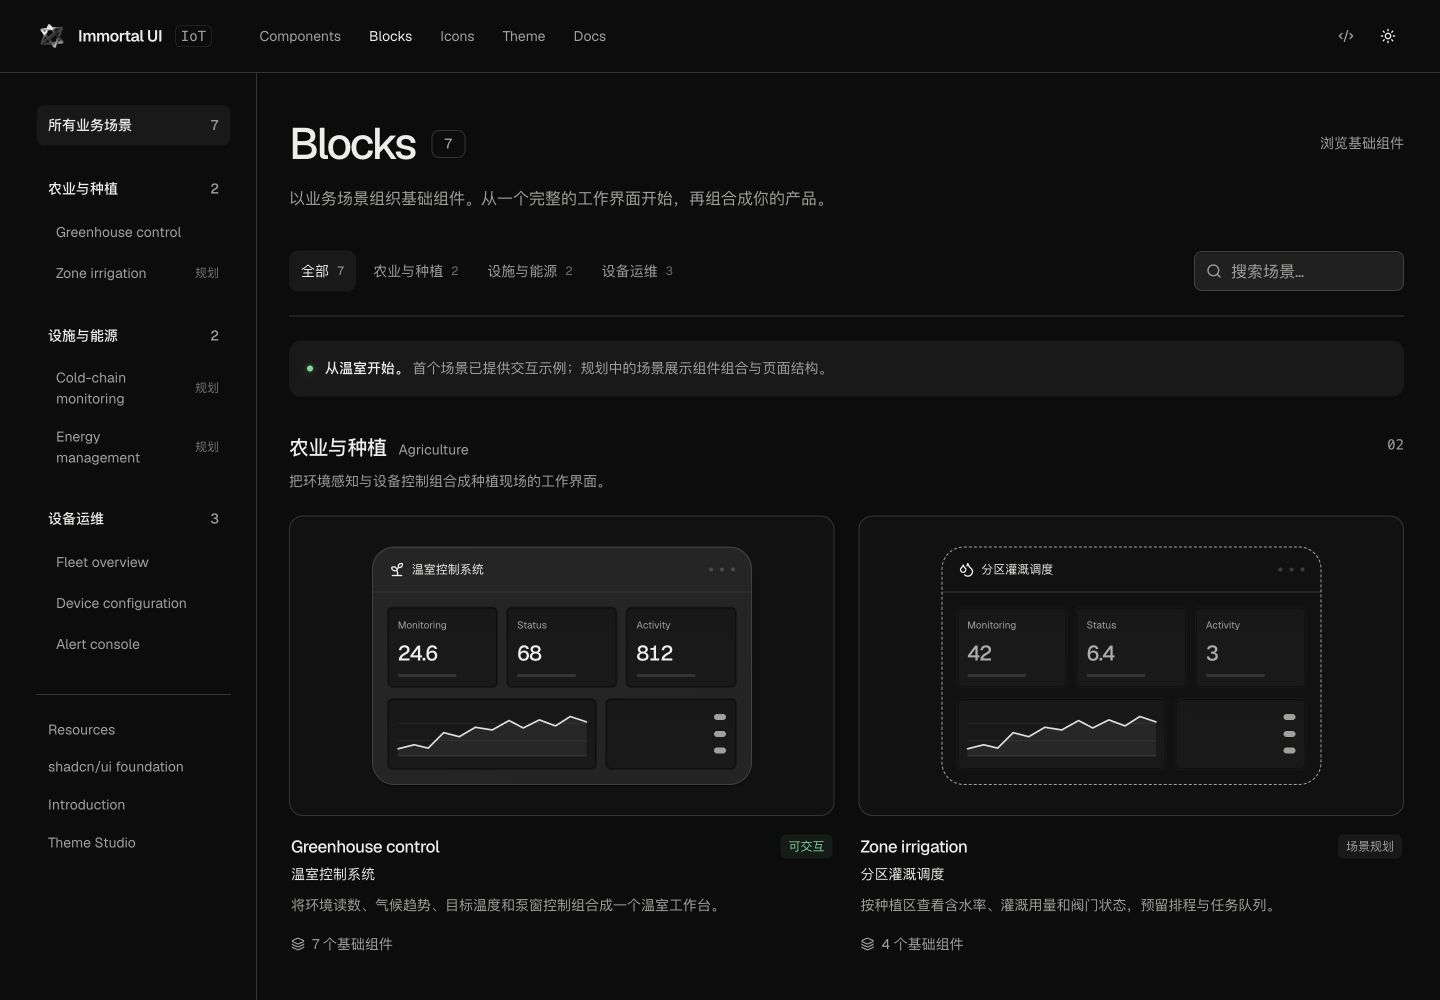 Immortal UI IoT Components Blocks Icons Theme Docs
所有业务场景 7
农业与种植 2
Greenhouse control
Zone irrigation 规划
设施与能源 2
Cold-chain monitoring 规划
Energy management 规划
设备运维 3
Fleet overview
Device configuration
Alert console
Resources
shadcn/ui foundation
Introduction
Theme Studio
Blocks 7
浏览基础组件
以业务场景组织基础组件。从一个完整的工作界面开始，再组合成你的产品。
全部 7 农业与种植 2 设施与能源 2 设备运维 3
搜索场景...
从温室开始。 首个场景已提供交互示例；规划中的场景展示组件组合与页面结构。
农业与种植 Agriculture 02
把环境感知与设备控制组合成种植现场的工作界面。
温室控制系统
Monitoring Status Activity
24.6 68 812
Greenhouse control 可交互
温室控制系统
将环境读数、气候趋势、目标温度和泵窗控制组合成一个温室工作台。
7 个基础组件
分区灌溉调度
Monitoring Status Activity
42 6.4 3
Zone irrigation 场景规划
分区灌溉调度
按种植区查看含水率、灌溉用量和阀门状态，预留排程与任务队列。
4 个基础组件